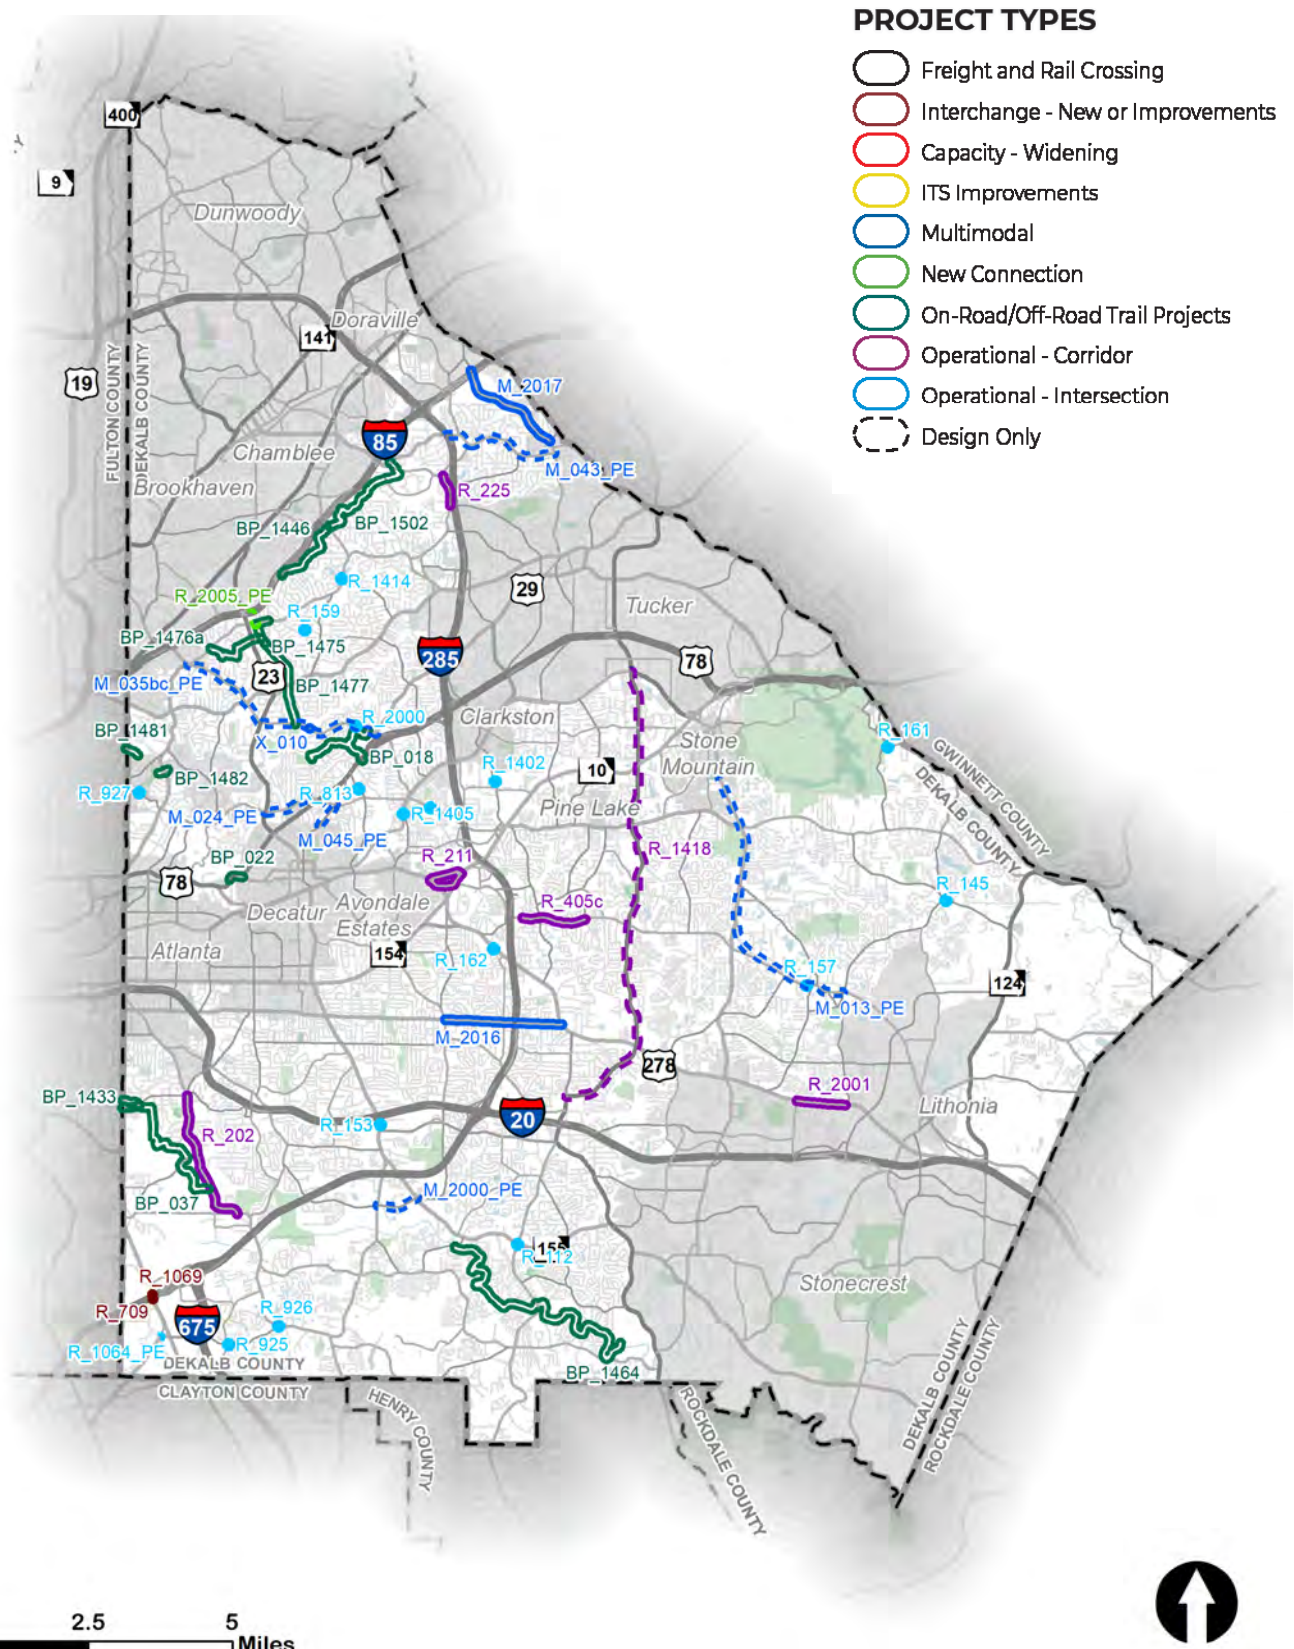 PROJECT TYPES
Freight and Rail Crossing
Interchange - New or Improvements
Capacity - Widening
ITS Improvements
Multimodal
New Connection
On-Road/Off-Road Trail Projects
Operational - Corridor
Operational - Intersection
Design Only
400
9
Dunwoody
Doraville
141
19
FULTON COUNTY
DEKALB COUNTY
M_2017
85
Chamblee
M_043_PE
Brookhaven
R_225
BP_1446
BP_1502
R_1414
29
R_2005_PE
R_159
Tucker
BP_1476a
BP_1475
285
78
23
M_035bc_PE
BP_1477
R_2000
Clarkston
BP_1481
X_010
BP_018
R_161
Stone
Mountain
GWINNETT COUNTY
DEKALB COUNTY
BP_1482
R_1402
10
R_927
R_813
Pine Lake
M_024_PE
R_1405
M_045_PE
R_1418
BP_022
R_211
78
R_145
Decatur
Avondale
Estates
R_405c
Atlanta
154
R_162
R_157
124
M_013_PE
M_2016
278
R_2001
BP_1433
Lithonia
20
R_153
R_202
BP_037
M_2000_PE
155
R_112
R_1069
Stonecrest
R_709
R_926
675
R_1064_PE
R_925
DEKALB COUNTY
CLAYTON COUNTY
BP_1464
HENRY COUNTY
ROCKDALE COUNTY
DEKALB COUNTY
ROCKDALE COUNTY
2.5
5
Miles